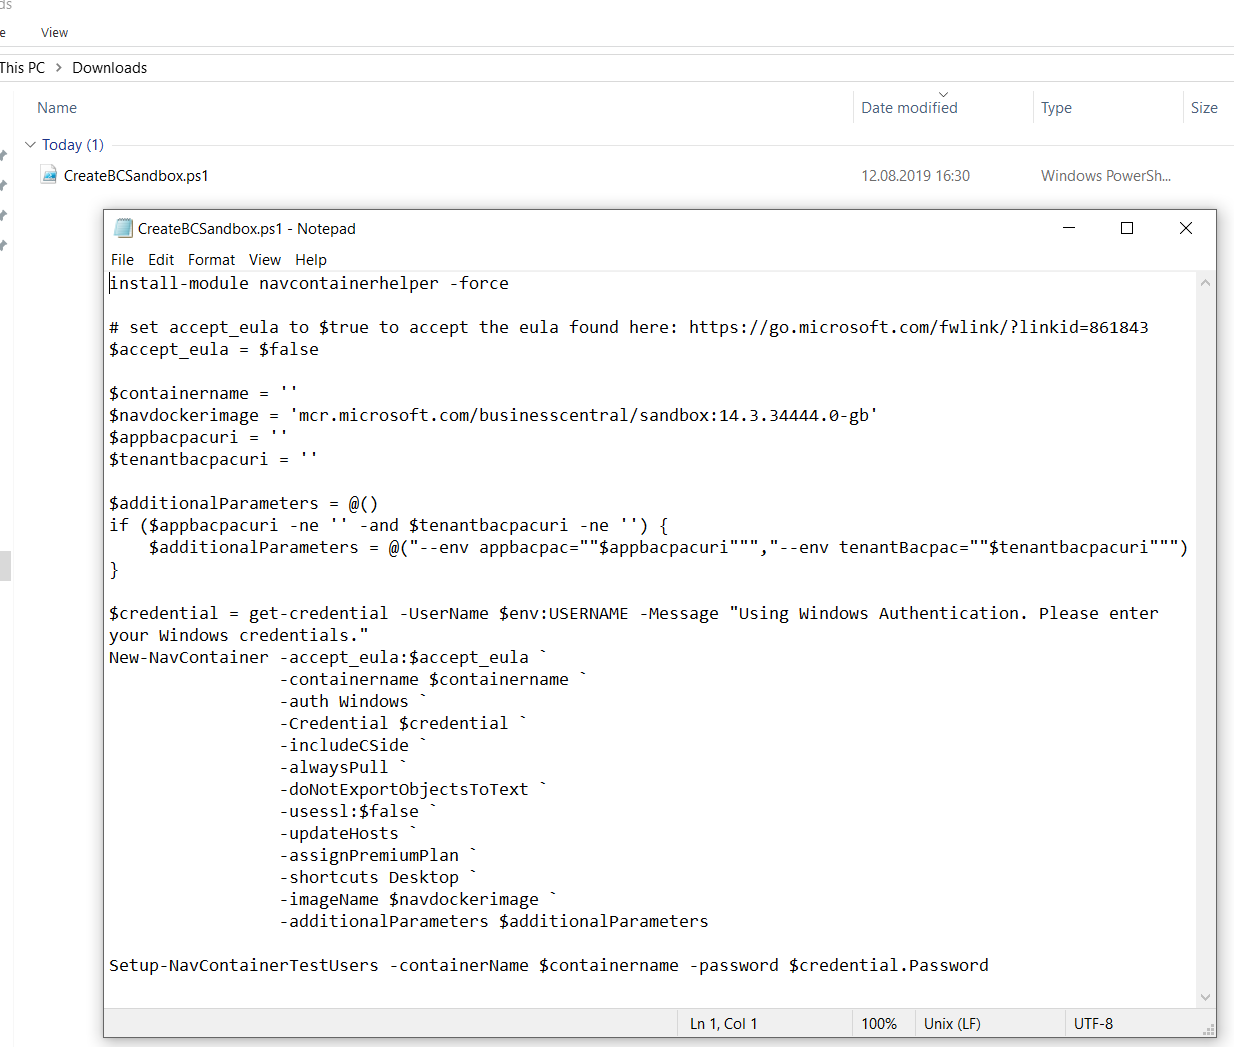 View
This PC > Downloads
Name Date modified Type Size
Today (1)
CreateBCSandbox.ps1 12.08.2019 16:30 Windows PowerSh...
CreateBCSandbox.ps1 - Notepad
File Edit Format View Help
install-module navcontainerhelper -force
# set accept_eula to $true to accept the eula found here: https://go.microsoft.com/fwlink/?linkid=861843
$accept_eula = $false
$containername = ''
$navdockerimage = 'mcr.microsoft.com/businesscentral/sandbox:14.3.34444.0-gb'
$appbacpacuri = ''
$tenantbacpacuri = ''
$additionalParameters = @()
if ($appbacpacuri -ne '' -and $tenantbacpacuri -ne '') {
    $additionalParameters = @("--env appbacpac=""$appbacpacuri""","--env tenantBacpac=""$tenantbacpacuri""")
}
$credential = get-credential -UserName $env:USERNAME -Message "Using Windows Authentication. Please enter
your Windows credentials."
New-NavContainer -accept_eula:$accept_eula `
                 -containername $containername `
                 -auth Windows `
                 -Credential $credential `
                 -includeCSide `
                 -alwaysPull `
                 -doNotExportObjectsToText `
                 -usessl:$false `
                 -updateHosts `
                 -assignPremiumPlan `
                 -shortcuts Desktop `
                 -imageName $navdockerimage `
                 -additionalParameters $additionalParameters
Setup-NavContainerTestUsers -containerName $containername -password $credential.Password
Ln 1, Col 1 100% Unix (LF) UTF-8